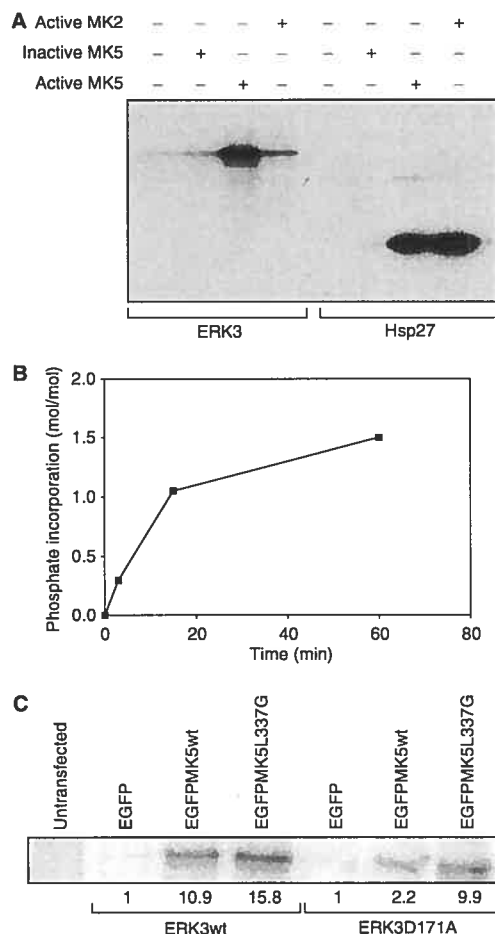 A
Active MK2 – – – + – – – +
Inactive MK5 – + – – – + – –
Active MK5 – – + – – – + –
ERK3 Hsp27
B
Phosphate incorporation (mol/mol)
2.0
1.5
1.0
0.5
0.0
0 20 40 60 80
Time (min)
C
Untransfected
EGFP
EGFPMK5wt
EGFPMK5L337G
EGFP
EGFPMK5wt
EGFPMK5L337G
1 10.9 15.8 1 2.2 9.9
ERK3wt ERK3D171A